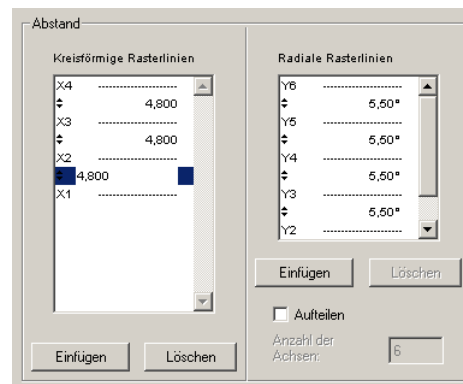 Abstand
Kreisförmige Rasterlinien
X4 --------------------
4,800
X3 --------------------
4,800
X2 --------------------
4,800
X1 --------------------
Einfügen
Löschen
Radiale Rasterlinien
Y6 --------------------
5,50°
Y5 --------------------
5,50°
Y4 --------------------
5,50°
Y3 --------------------
5,50°
Y2 --------------------
Einfügen
Löschen
Aufteilen
Anzahl der
Achsen:
6